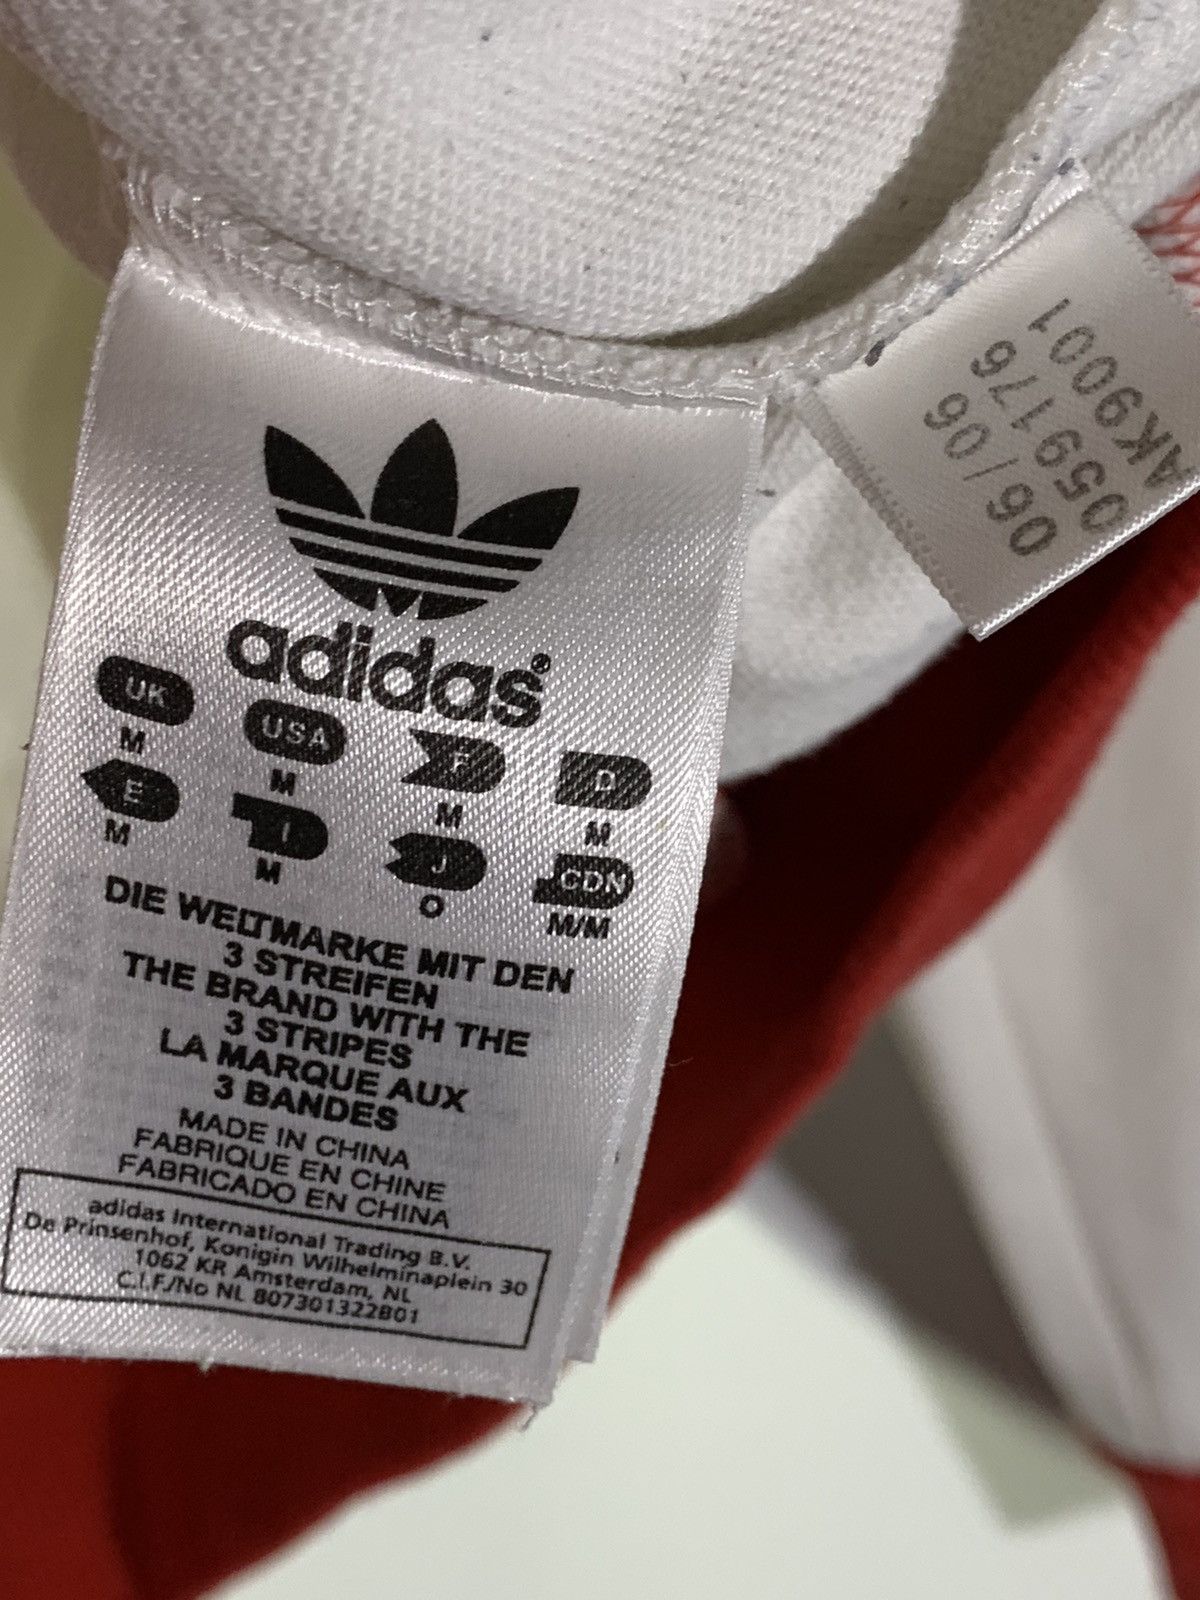 adidas®
UK USA F D
M M M M
E I J CDN
M M O M/M
DIE WELTMARKE MIT DEN
3 STREIFEN
THE BRAND WITH THE
3 STRIPES
LA MARQUE AUX
3 BANDES
MADE IN CHINA
FABRIQUE EN CHINE
FABRICADO EN CHINA
adidas International Trading B.V.
De Prinsenhof, Konigin Wilhelminaplein 30
1062 KR Amsterdam, NL
C.I.F./No NL 807301322B01
06/06
059176
AK9001